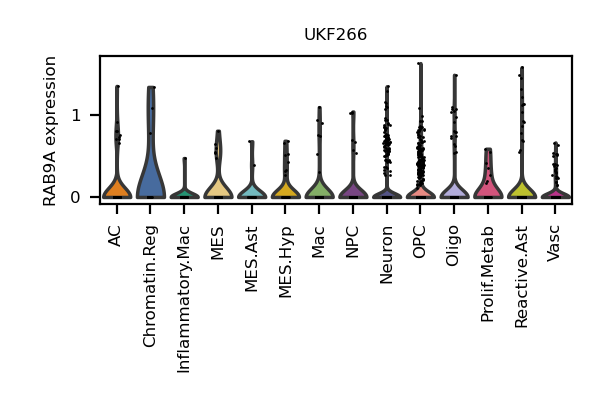 UKF266
RAB9A expression
1
0
AC
Chromatin.Reg
Inflammatory.Mac
MES
MES.Ast
MES.Hyp
Mac
NPC
Neuron
OPC
Oligo
Prolif.Metab
Reactive.Ast
Vasc